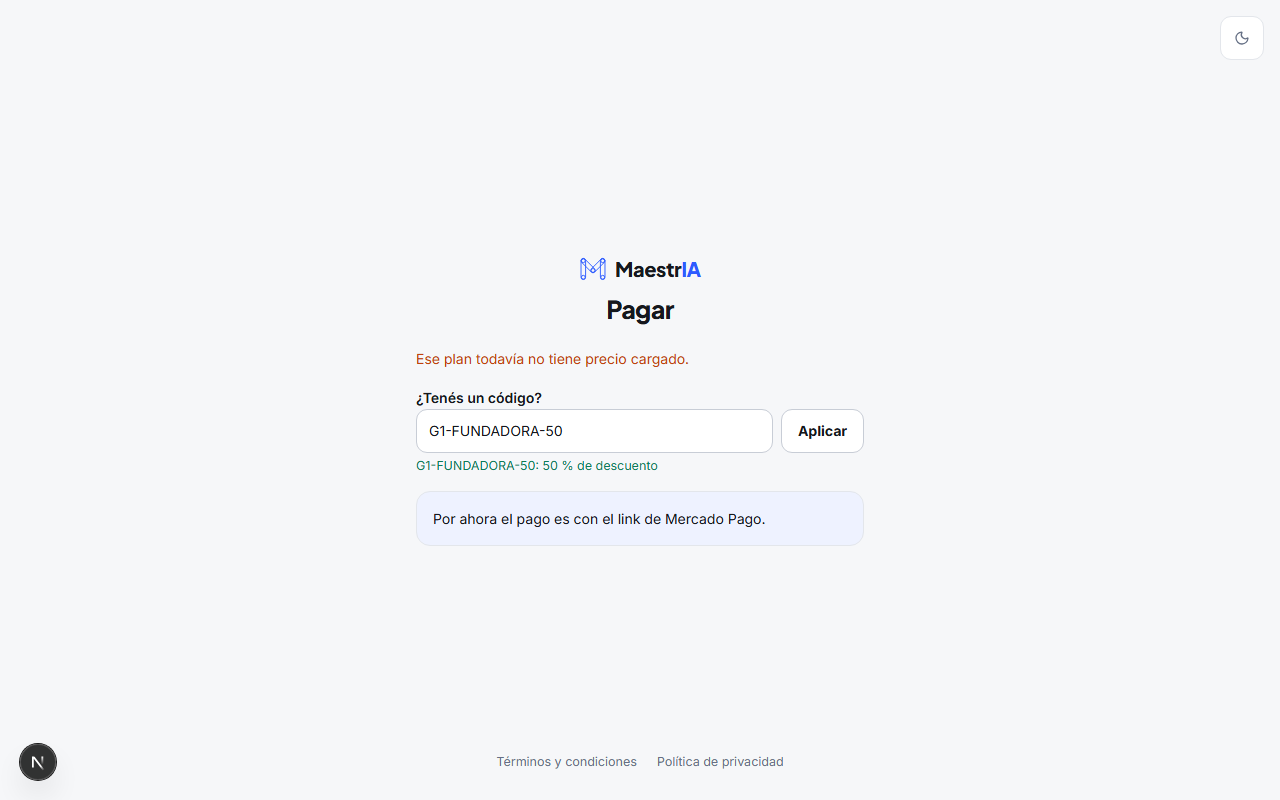 MaestrIA
Pagar
Ese plan todavía no tiene precio cargado.
¿Tenés un código?
G1-FUNDADORA-50
Aplicar
G1-FUNDADORA-50: 50 % de descuento
Por ahora el pago es con el link de Mercado Pago.
N
Términos y condiciones
Política de privacidad